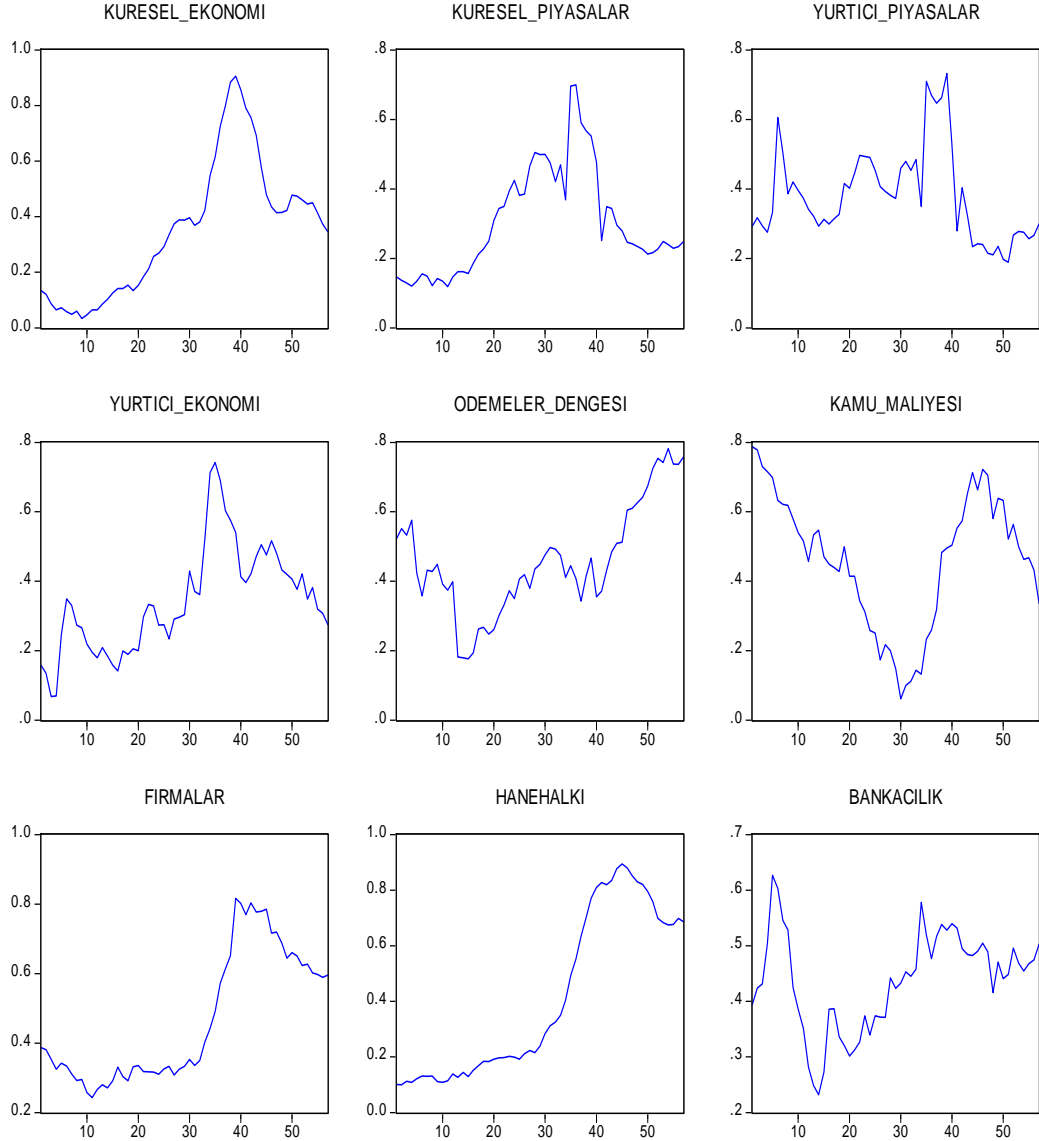 KURESEL_EKONOMI
1.0
0.8
0.6
0.4
0.2
0.0
10 20 30 40 50
KURESEL_PIYASALAR
.8
.6
.4
.2
.0
10 20 30 40 50
YURTICI_PIYASALAR
.8
.6
.4
.2
.0
10 20 30 40 50
YURTICI_EKONOMI
.8
.6
.4
.2
.0
10 20 30 40 50
ODEMELER_DENGESI
.8
.6
.4
.2
.0
10 20 30 40 50
KAMU_MALIYESI
.8
.6
.4
.2
.0
10 20 30 40 50
FIRMALAR
1.0
0.8
0.6
0.4
0.2
10 20 30 40 50
HANEHALKI
1.0
0.8
0.6
0.4
0.2
0.0
10 20 30 40 50
BANKACILIK
.7
.6
.5
.4
.3
.2
10 20 30 40 50